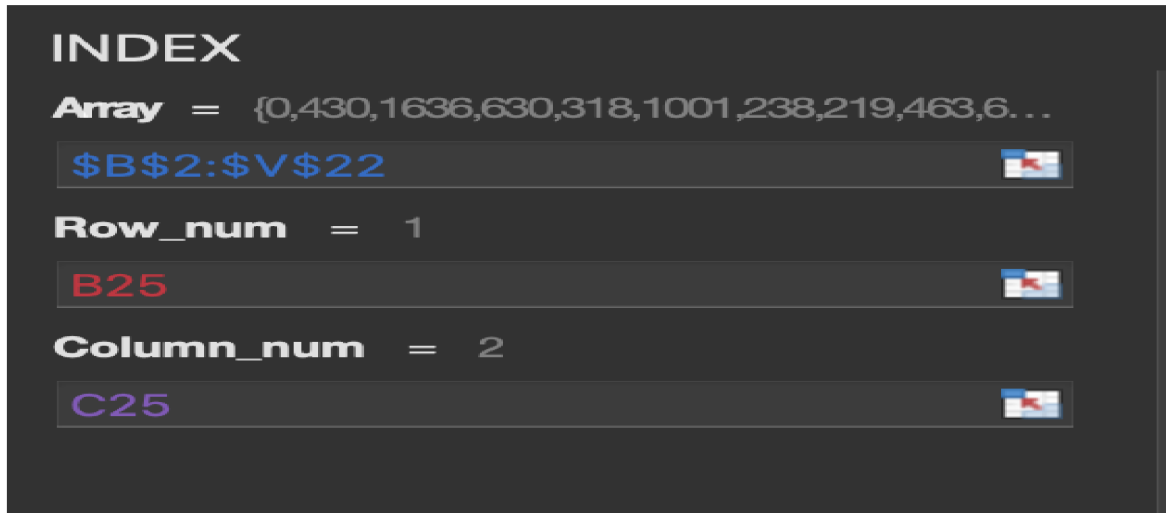 INDEX
Array = {0,430,1636,630,318,1001,238,219,463,6...
$B$2:$V$22
Row_num = 1
B25
Column_num = 2
C25